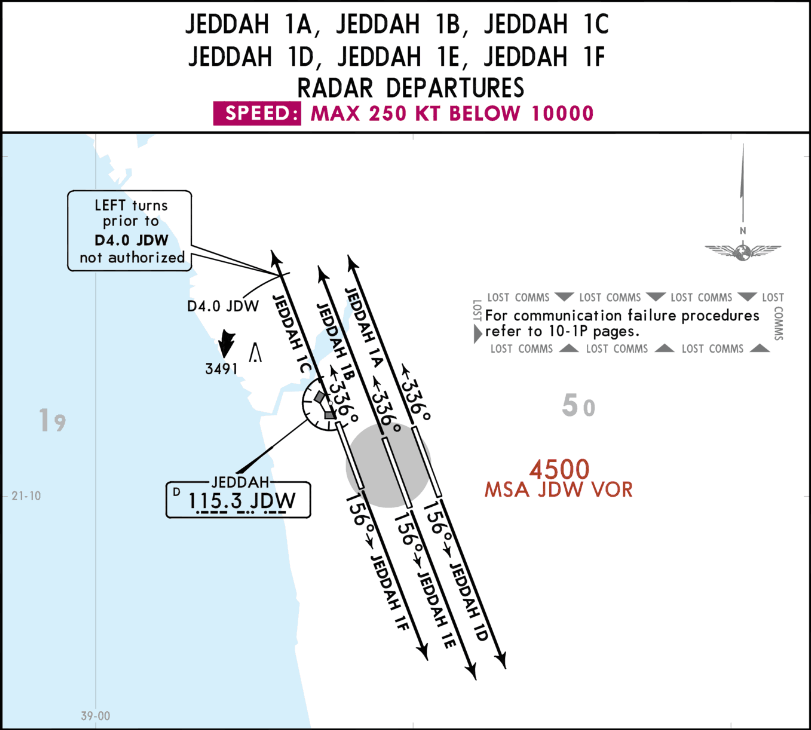 JEDDAH 1A, JEDDAH 1B, JEDDAH 1C
JEDDAH 1D, JEDDAH 1E, JEDDAH 1F
RADAR DEPARTURES
SPEED: MAX 250 KT BELOW 10000
LEFT turns
prior to
D4.0 JDW
not authorized
N
D4.0 JDW
3491
JEDDAH 1C
JEDDAH 1B
JEDDAH 1A
LOST COMMS LOST COMMS LOST COMMS LOST
LOST
For communication failure procedures
refer to 10-1P pages.
COMMS
LOST COMMS LOST COMMS LOST COMMS
336°
336°
336°
19
50
4500
MSA JDW VOR
JEDDAH
D 115.3 JDW
21-10
156°
156°
156°
JEDDAH 1F
JEDDAH 1E
JEDDAH 1D
39-00